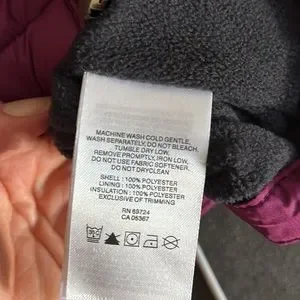 MACHINE WASH COLD GENTLE,
WASH SEPARATELY, DO NOT BLEACH,
TUMBLE DRY LOW,
REMOVE PROMPTLY, IRON LOW,
DO NOT USE FABRIC SOFTENER,
DO NOT DRYCLEAN
SHELL : 100% POLYESTER
LINING : 100% POLYESTER
INSULATION : 100% POLYESTER
EXCLUSIVE OF TRIMMING
RN 69724
CA 05367